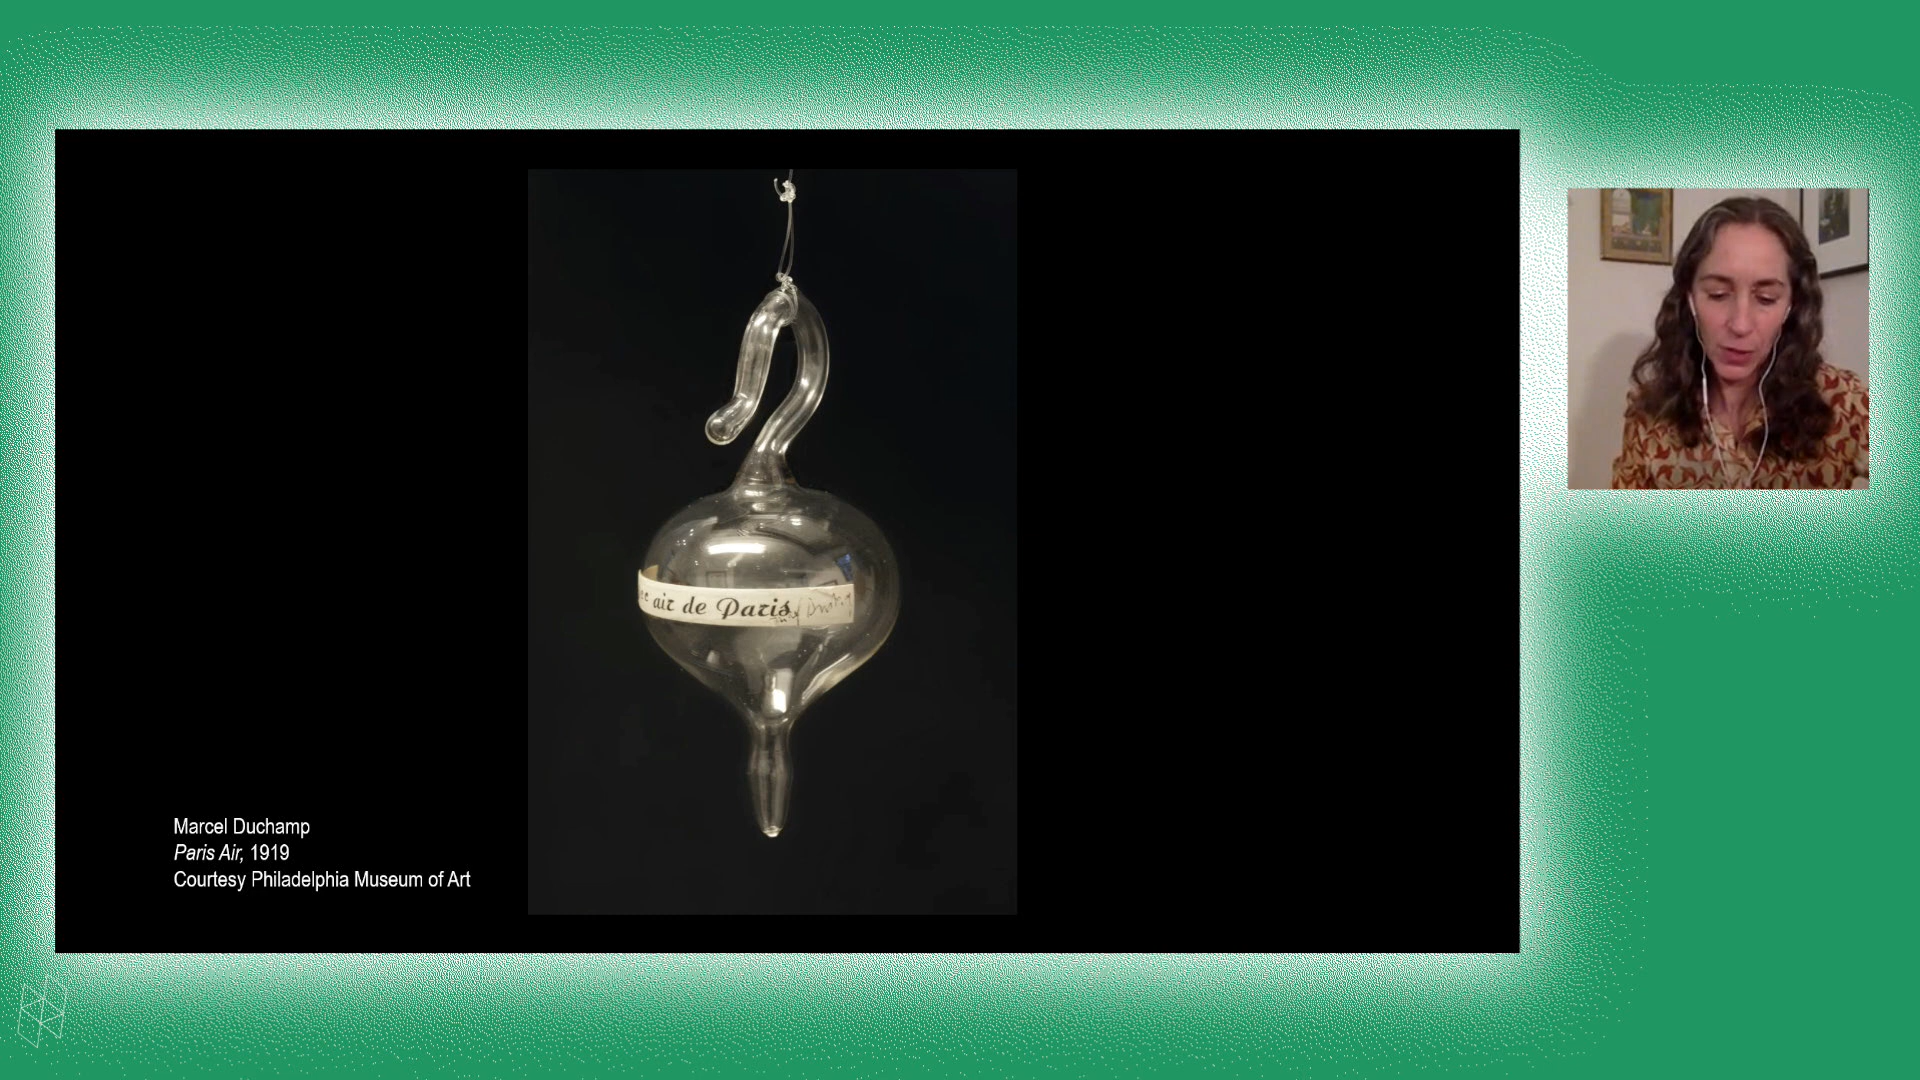 air de Paris
Marcel Duchamp
Paris Air, 1919
Courtesy Philadelphia Museum of Art